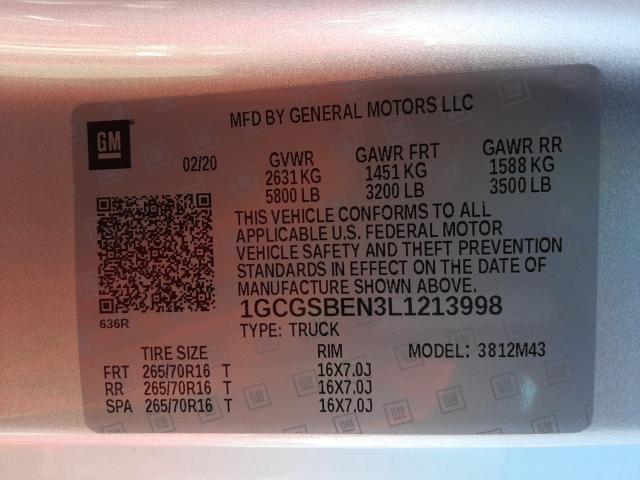 MFD BY GENERAL MOTORS LLC
GM
02/20
GVWR GAWR FRT GAWR RR
2631 KG 1451 KG 1588 KG
5800 LB 3200 LB 3500 LB
THIS VEHICLE CONFORMS TO ALL
APPLICABLE U.S. FEDERAL MOTOR
VEHICLE SAFETY AND THEFT PREVENTION
STANDARDS IN EFFECT ON THE DATE OF
MANUFACTURE SHOWN ABOVE.
1GCGSBEN3L1213998
636R
TYPE: TRUCK
TIRE SIZE RIM MODEL: 3812M43
FRT 265/70R16 T 16X7.0J
RR 265/70R16 T 16X7.0J
SPA 265/70R16 T 16X7.0J